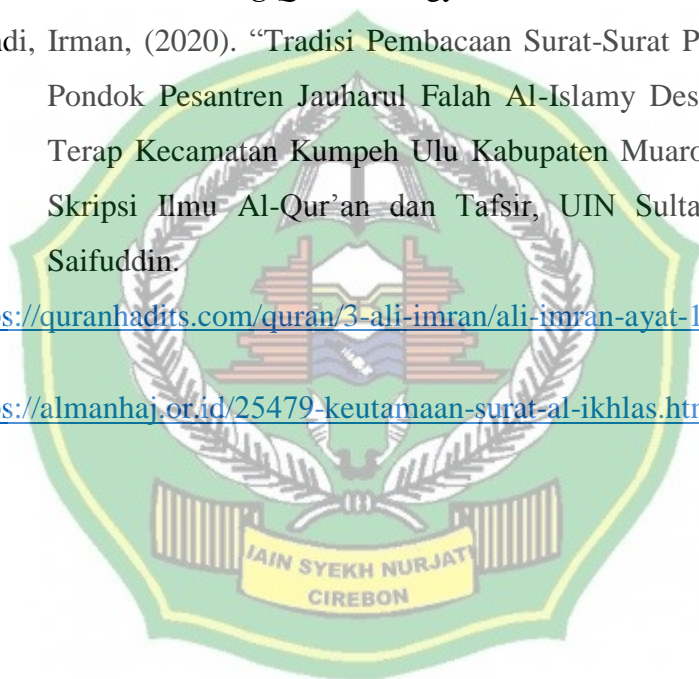 ndi, Irman, (2020). “Tradisi Pembacaan Surat-Surat P
Pondok Pesantren Jauharul Falah Al-Islamy Des
Terap Kecamatan Kumpeh Ulu Kabupaten Muaro
Skripsi Ilmu Al-Qur’an dan Tafsir, UIN Sulta
Saifuddin.
s://quranhadits.com/quran/3-ali-imran/ali-imran-ayat-1
s://almanhaj.or.id/25479-keutamaan-surat-al-ikhlas.htm
IAIN SYEKH NURJATI
CIREBON